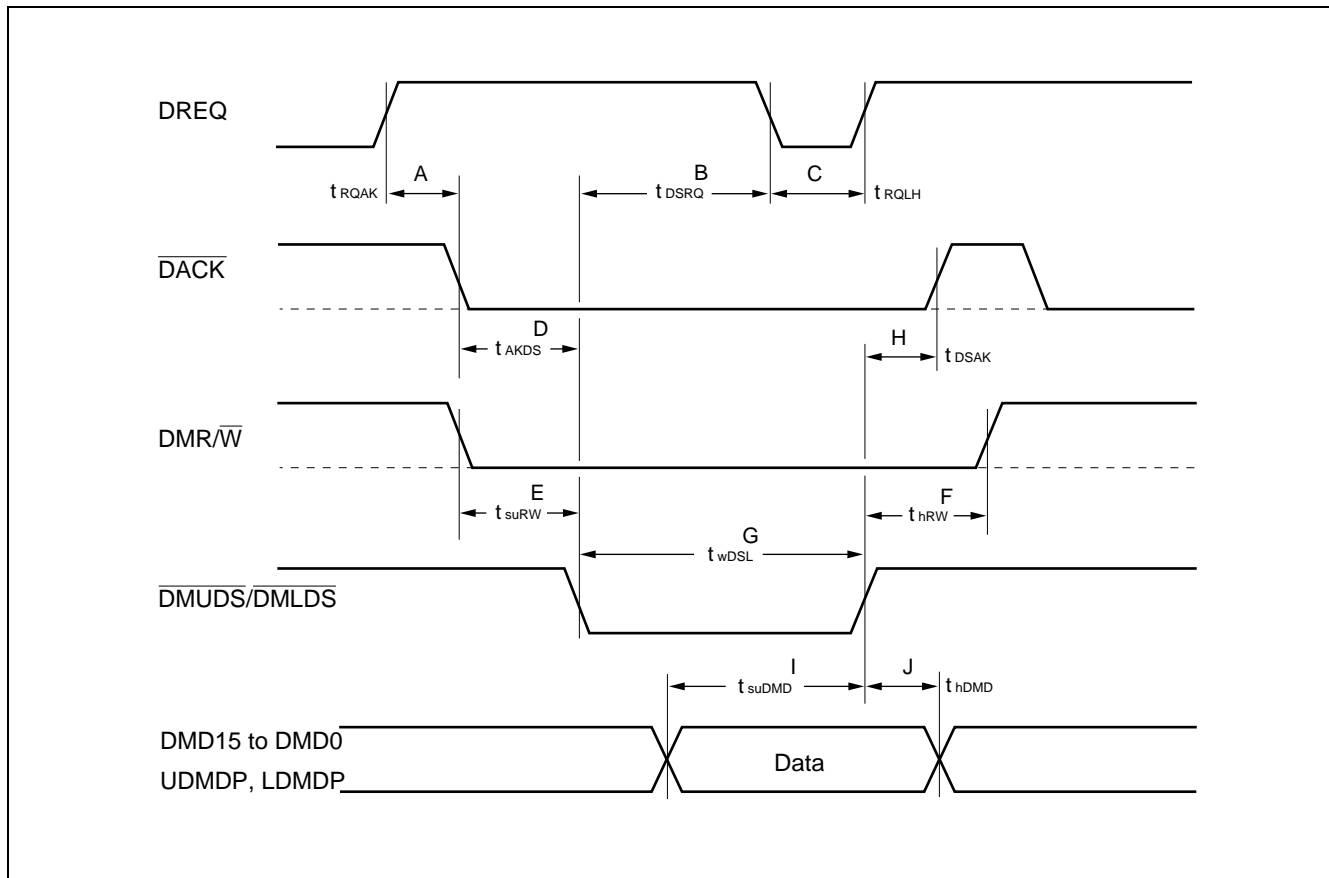 DREQ
A
t RQAK
B
t DSRQ
C
t RQLH
DACK
D
t AKDS
H
t DSAK
DMR/W
E
t suRW
F
t hRW
G
t wDSL
DMUDS/DMLDS
I
t suDMD
J
t hDMD
DMD15 to DMD0
UDMDP, LDMDP
Data